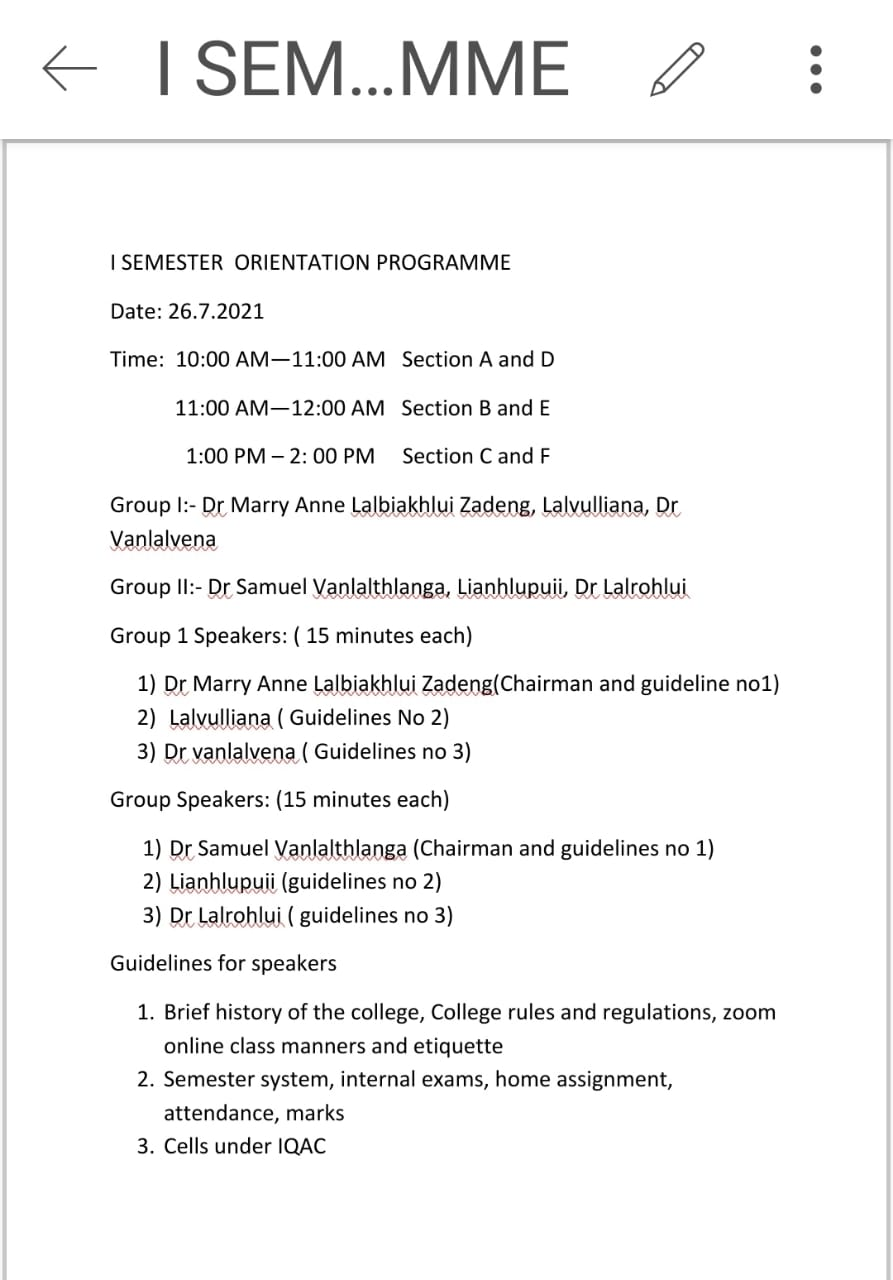 I SEM...MME
I SEMESTER ORIENTATION PROGRAMME
Date: 26.7.2021
Time: 10:00 AM—11:00 AM Section A and D
11:00 AM—12:00 AM Section B and E
1:00 PM – 2: 00 PM Section C and F
Group I:- Dr Marry Anne Lalbiakhlui Zadeng, Lalvulliana, Dr
Vanlalvena
Group II:- Dr Samuel Vanlalthlanga, Lianhlupuii, Dr Lalrohlui
Group 1 Speakers: ( 15 minutes each)
1) Dr Marry Anne Lalbiakhlui Zadeng(Chairman and guideline no1)
2) Lalvulliana ( Guidelines No 2)
3) Dr vanlalvena ( Guidelines no 3)
Group Speakers: (15 minutes each)
1) Dr Samuel Vanlalthlanga (Chairman and guidelines no 1)
2) Lianhlupuii (guidelines no 2)
3) Dr Lalrohlui ( guidelines no 3)
Guidelines for speakers
1. Brief history of the college, College rules and regulations, zoom
online class manners and etiquette
2. Semester system, internal exams, home assignment,
attendance, marks
3. Cells under IQAC